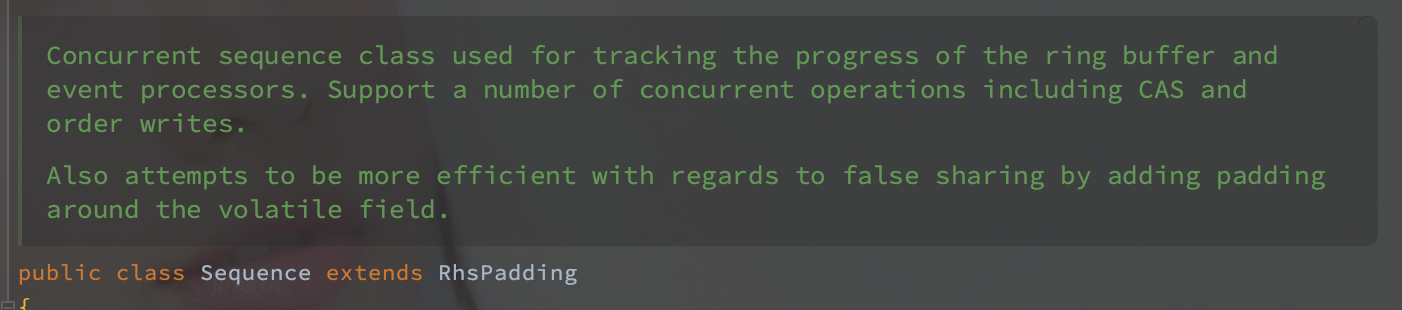 Concurrent sequence class used for tracking the progress of the ring buffer and
event processors. Support a number of concurrent operations including CAS and
order writes.
Also attempts to be more efficient with regards to false sharing by adding padding
around the volatile field.
public class Sequence extends RhsPadding
{